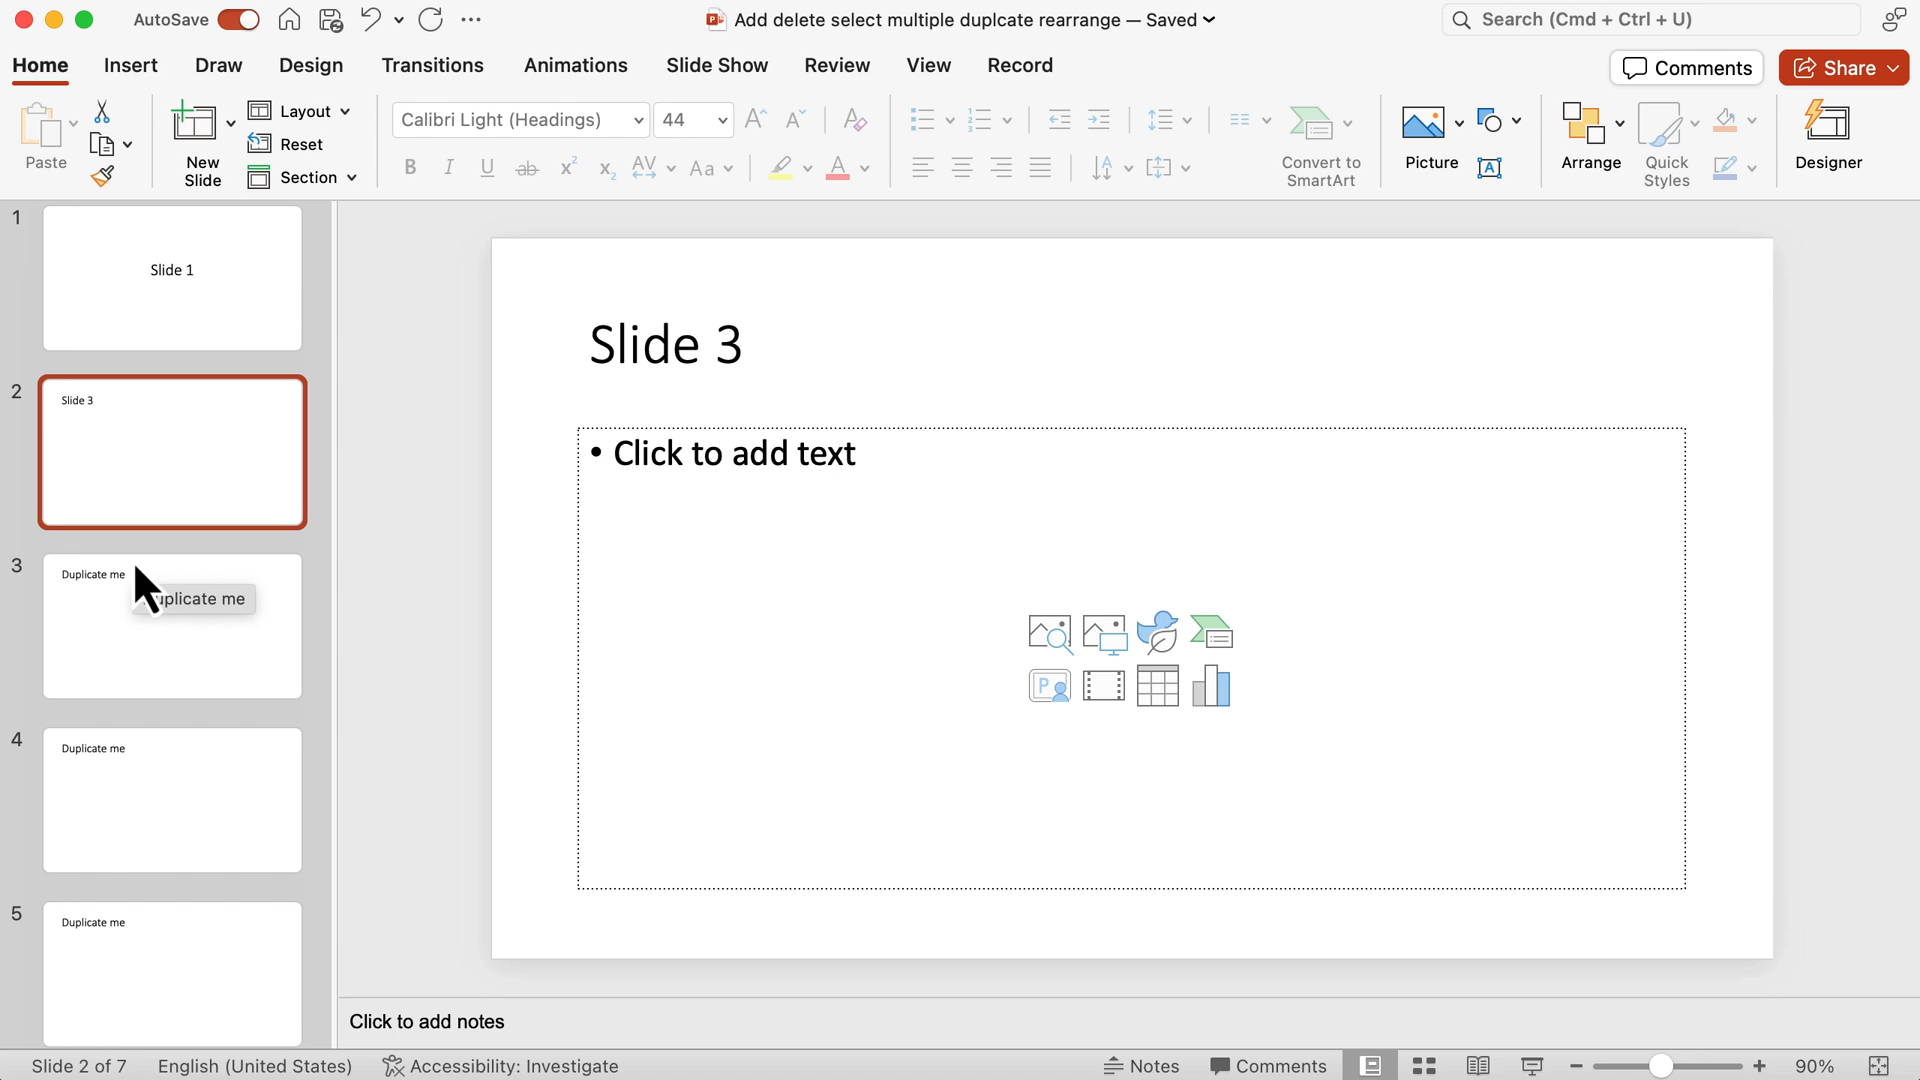 AutoSave
Add delete select multiple duplcate rearrange — Saved
Search (Cmd + Ctrl + U)
Home Insert Draw Design Transitions Animations Slide Show Review View Record
Comments
Share
Paste
New Slide
Layout
Reset
Section
Calibri Light (Headings)
44
Convert to SmartArt
Picture
Arrange
Quick Styles
Designer
1
Slide 1
2
Slide 3
3
Duplicate me
uplicate me
4
Duplicate me
5
Duplicate me
Slide 3
• Click to add text
Click to add notes
Slide 2 of 7 English (United States) Accessibility: Investigate Notes Comments 90%